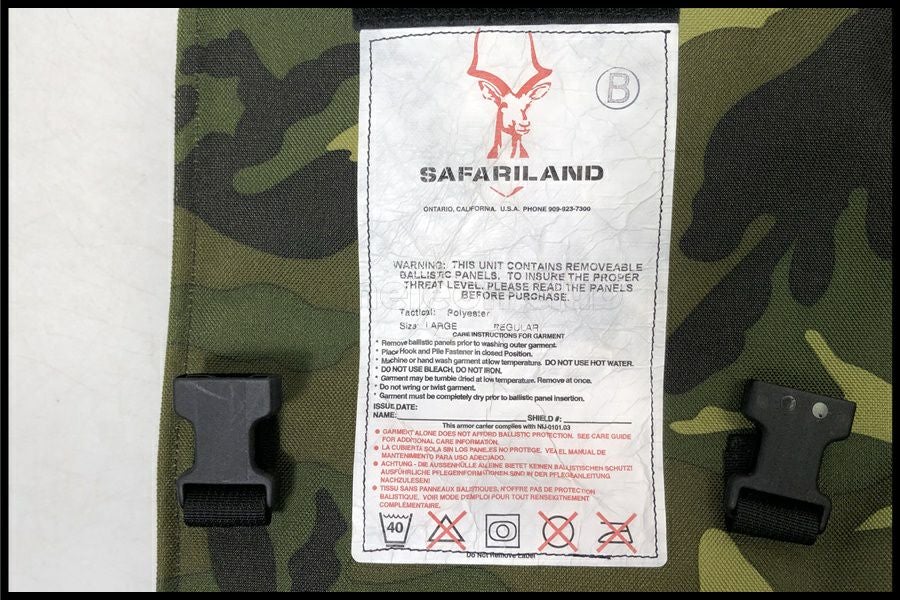 B
SAFARILAND
ONTARIO, CALIFORNIA, U.S.A. PHONE 909-923-7300
WARNING: THIS UNIT CONTAINS REMOVEABLE
BALLISTIC PANELS. TO INSURE THE PROPER
THREAT LEVEL, PLEASE READ THE PANELS
BEFORE PURCHASE.
Tactical: Polyester
Size: LARGE REGULAR
CARE INSTRUCTIONS FOR GARMENT
* Remove ballistic panels prior to washing outer garment.
* Place Hook and Pile Fastener in closed Position.
* Machine or hand wash garment at low temperature. DO NOT USE HOT WATER.
* DO NOT USE BLEACH, DO NOT IRON.
* Garment may be tumble dried at low temperature. Remove at once.
* Do not wring or twist garment.
* Garment must be completely dry prior to ballistic panel insertion.
ISSUE DATE:
NAME: SHIELD #:
This armor carrier complies with NIJ-0101.03
● GARMENT ALONE DOES NOT AFFORD BALLISTIC PROTECTION. SEE CARE GUIDE
FOR ADDITIONAL CARE INFORMATION.
● LA CUBIERTA SOLA SIN LOS PANELES NO PROTEGE. VEA EL MANUAL DE
MANTENIMIENTO PARA USO ADECUADO.
● ACHTUNG - DIE AUSSENHÜLLE ALLEINE BIETET KEINEN BALLISTISCHEN SCHUTZ!
AUSFÜHRLICHE PFLEGEINFORMATIONEN SIND IN DER PFLEGEANLEITUNG
NACHZULESEN!
● TISSU SANS PANNEAUX BALISTIQUES, N'OFFRE PAS DE PROTECTION
BALISTIQUE. VOIR MODE D'EMPLOI POUR TOUT RENSEIGNTEMENT
COMPLÉMENTAIRE.
40
Do Not Remove Label